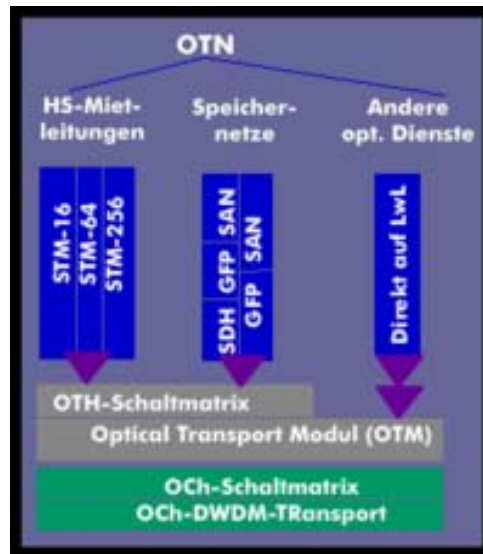 OTN
HS-Miet-
leitungen
Speicher-
netze
Andere
opt. Dienste
STM-16
STM-64
STM-256
SDH GFP SAN
GFP SAN
Direkt auf LwL
OTH-Schaltmatrix
Optical Transport Modul (OTM)
OCh-Schaltmatrix
OCh-DWDM-TRansport